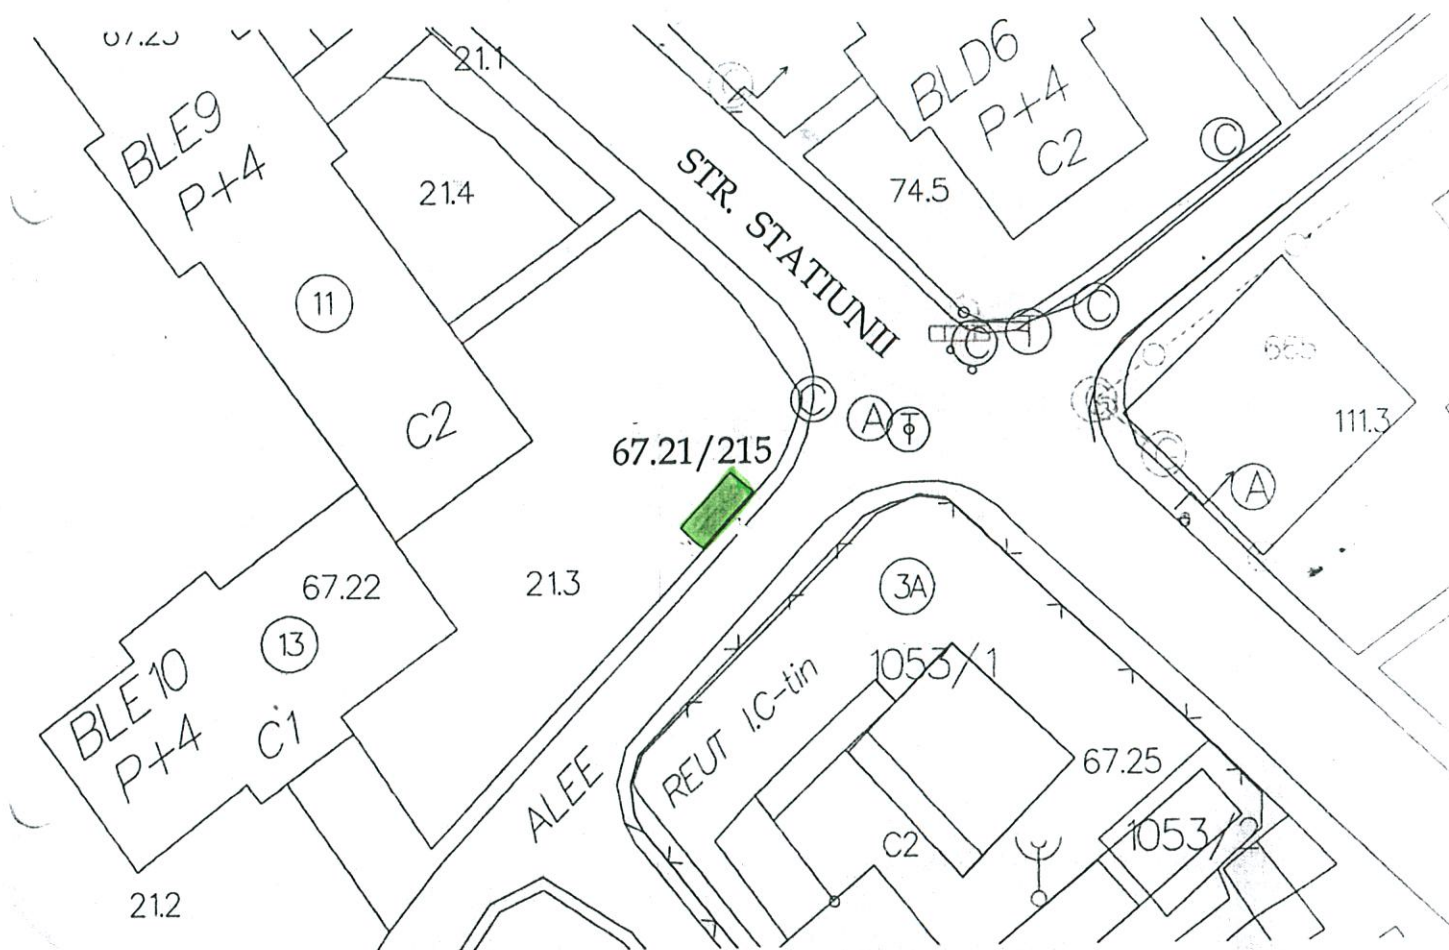 67.23
21.1
BLE9
P+4
BLD6
P+4
C2
C
21.4
74.5
STR. STATIUNII
11
C
T
C
C2
C
A
T
111.3
67.21/215
A
67.22
21.3
3A
13
1053/1
BLE10
P+4
C1
REUT I.C-tin
67.25
ALEE
C2
1053/2
21.2